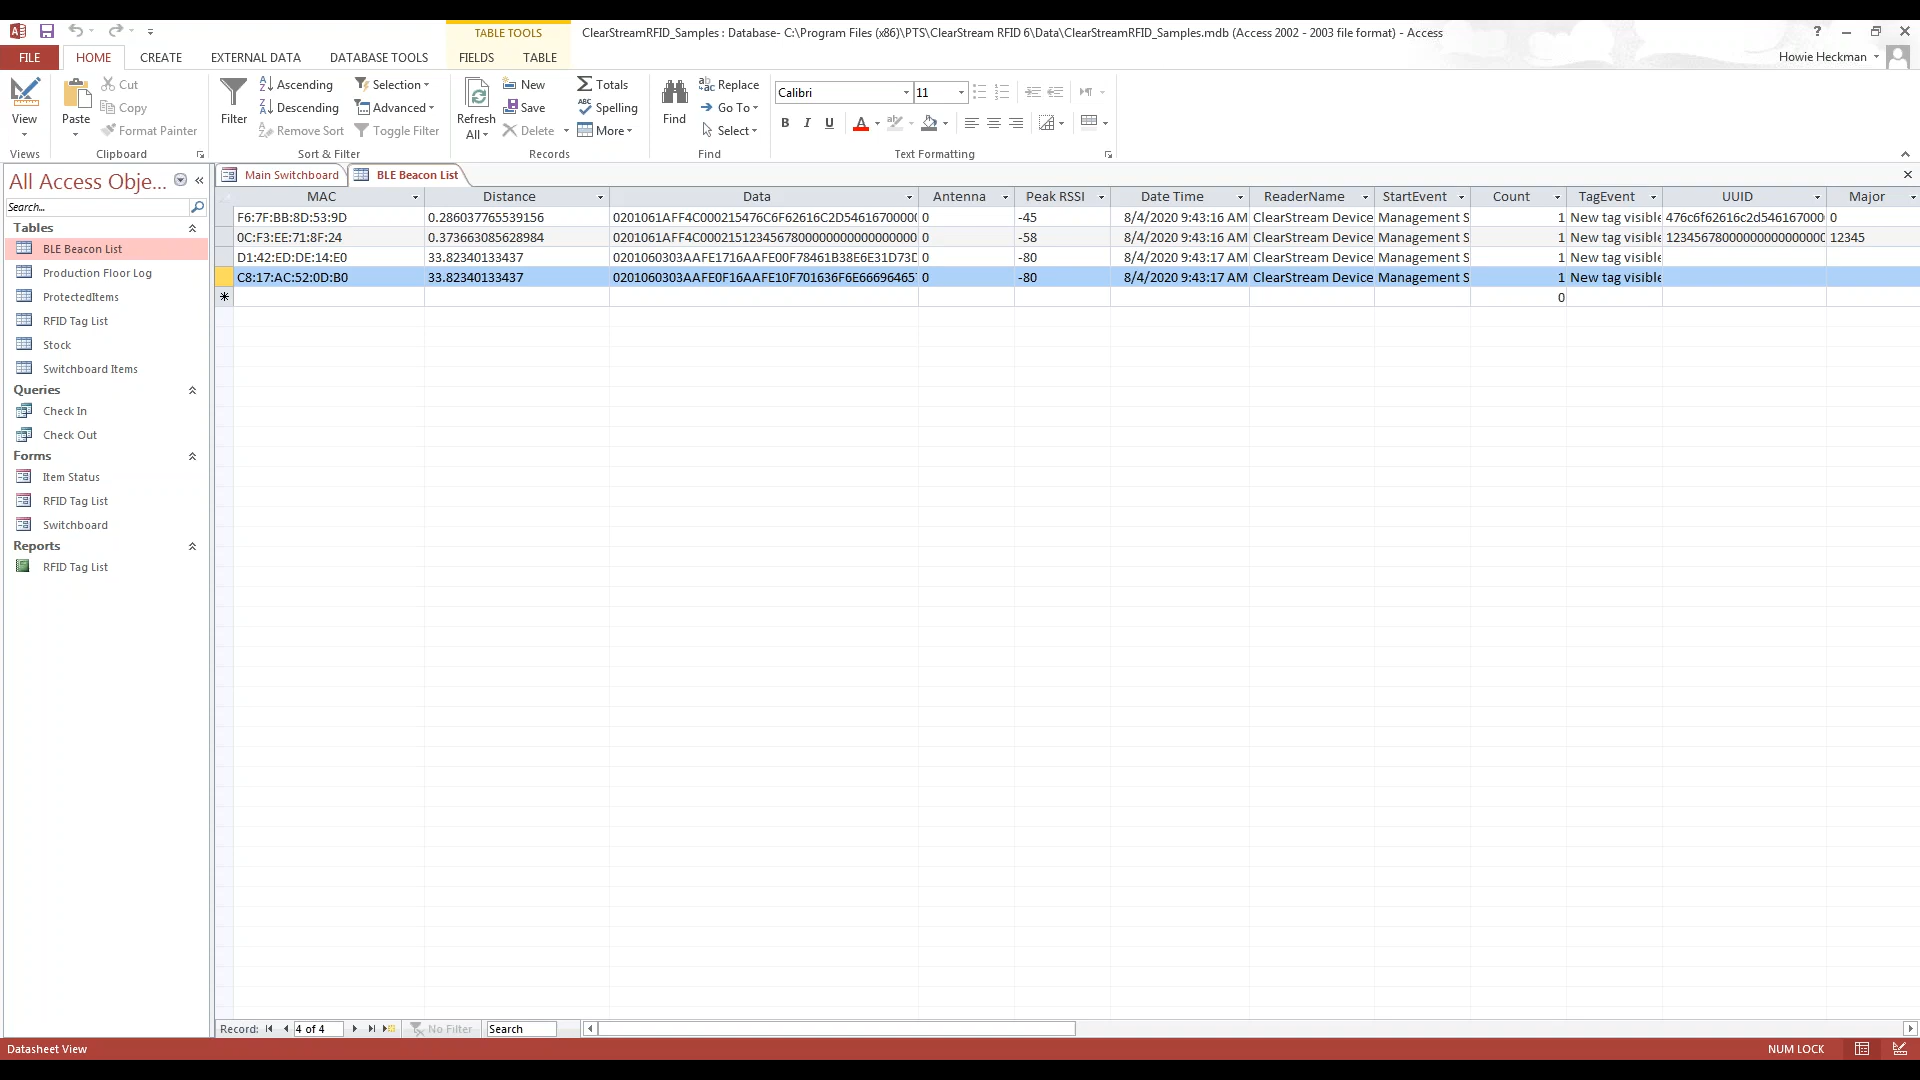 TABLE TOOLS ClearStreamRFID_Samples : Database- C:\Program Files (x86)\PTS\ClearStream RFID 6\Data\ClearStreamRFID_Samples.mdb (Access 2002 - 2003 file format) - Access ?
FILE HOME CREATE EXTERNAL DATA DATABASE TOOLS FIELDS TABLE Howie Heckman
View
Views
Paste
Cut
Copy
Format Painter
Clipboard
Filter
Ascending
Descending
Remove Sort
Selection
Advanced
Toggle Filter
Sort & Filter
Refresh
All
New
Save
Delete
Totals
Spelling
More
Records
Find
Replace
Go To
Select
Find
Calibri 11
B I U A
Text Formatting
All Access Obje...
Search...
Tables
BLE Beacon List
Production Floor Log
ProtectedItems
RFID Tag List
Stock
Switchboard Items
Queries
Check In
Check Out
Forms
Item Status
RFID Tag List
Switchboard
Reports
RFID Tag List
Main Switchboard BLE Beacon List
MAC Distance Data Antenna Peak RSSI Date Time ReaderName StartEvent Count TagEvent UUID Major
F6:7F:BB:8D:53:9D 0.286037765539156 0201061AFF4C000215476C6F62616C2D54616700000 0 -45 8/4/2020 9:43:16 AM ClearStream Device Management S 1 New tag visible 476c6f62616c2d546167000 0
0C:F3:EE:71:8F:24 0.373663085628984 0201061AFF4C00021512345678000000000000000000 0 -58 8/4/2020 9:43:16 AM ClearStream Device Management S 1 New tag visible 12345678000000000000000 12345
D1:42:ED:DE:14:E0 33.82340133437 0201060303AAFE1716AAFE00F78461B38E6E31D73D 0 -80 8/4/2020 9:43:17 AM ClearStream Device Management S 1 New tag visible
C8:17:AC:52:0D:B0 33.82340133437 0201060303AAFE0F16AAFE10F701636F6E66696465 0 -80 8/4/2020 9:43:17 AM ClearStream Device Management S 1 New tag visible
0
Record: 4 of 4 No Filter Search
Datasheet View NUM LOCK